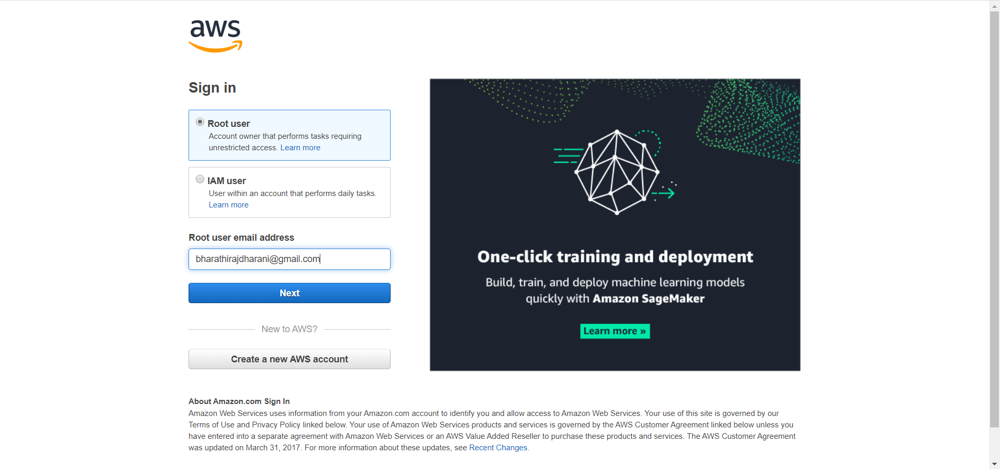 aws
Sign in
Root user
Account owner that performs tasks requiring
unrestricted access. Learn more
IAM user
User within an account that performs daily tasks.
Learn more
Root user email address
bharathirajdharani@gmail.com
Next
New to AWS?
Create a new AWS account
One-click training and deployment
Build, train, and deploy machine learning models
quickly with Amazon SageMaker
Learn more »
About Amazon.com Sign In
Amazon Web Services uses information from your Amazon.com account to identify you and allow access to Amazon Web Services. Your use of this site is governed by our
Terms of Use and Privacy Policy linked below. Your use of Amazon Web Services products and services is governed by the AWS Customer Agreement linked below unless you
have entered into a separate agreement with Amazon Web Services or an AWS Value Added Reseller to purchase these products and services. The AWS Customer Agreement
was updated on March 31, 2017. For more information about these updates, see Recent Changes.